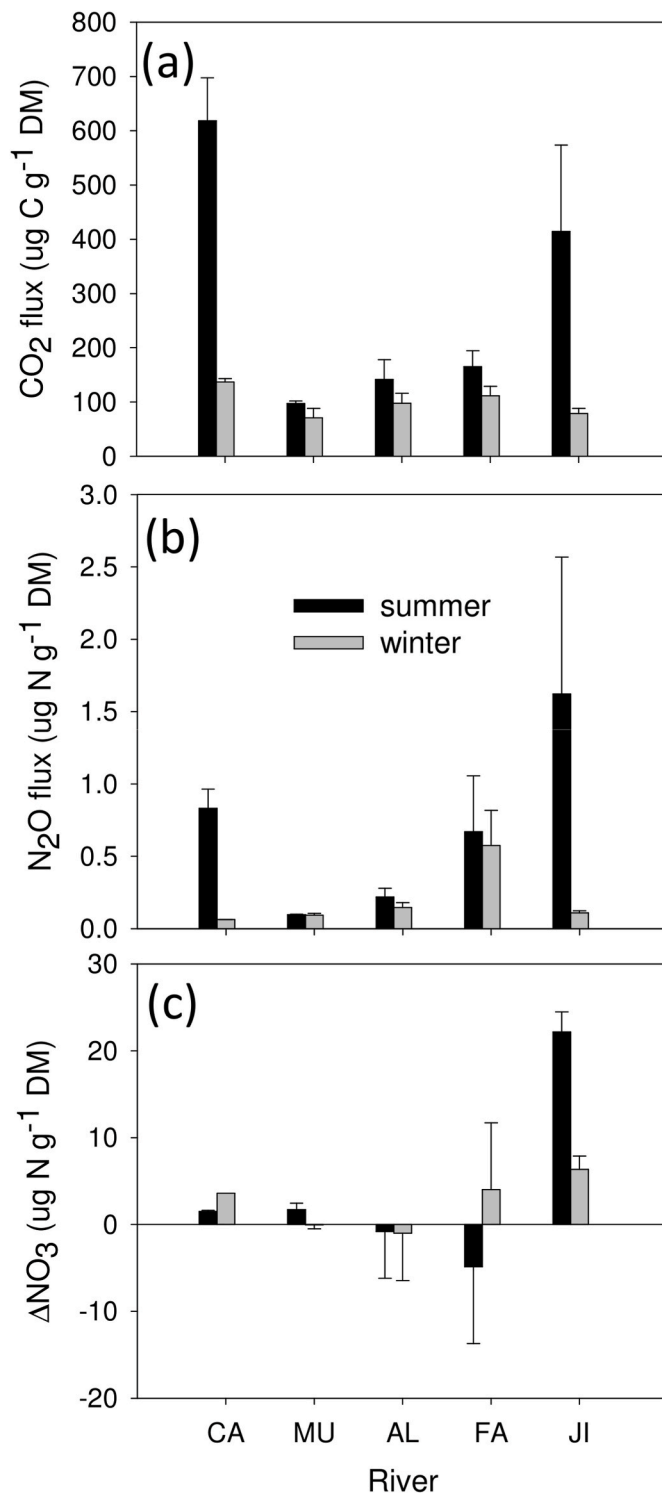 (a)
CO₂ flux (ug C g⁻¹ DM)
800
700
600
500
400
300
200
100
0
(b)
N₂O flux (ug N g⁻¹ DM)
3.0
2.5
2.0
1.5
1.0
0.5
0.0
summer
winter
(c)
ΔNO₃ (ug N g⁻¹ DM)
30
20
10
0
-10
-20
CA MU AL FA JI
River